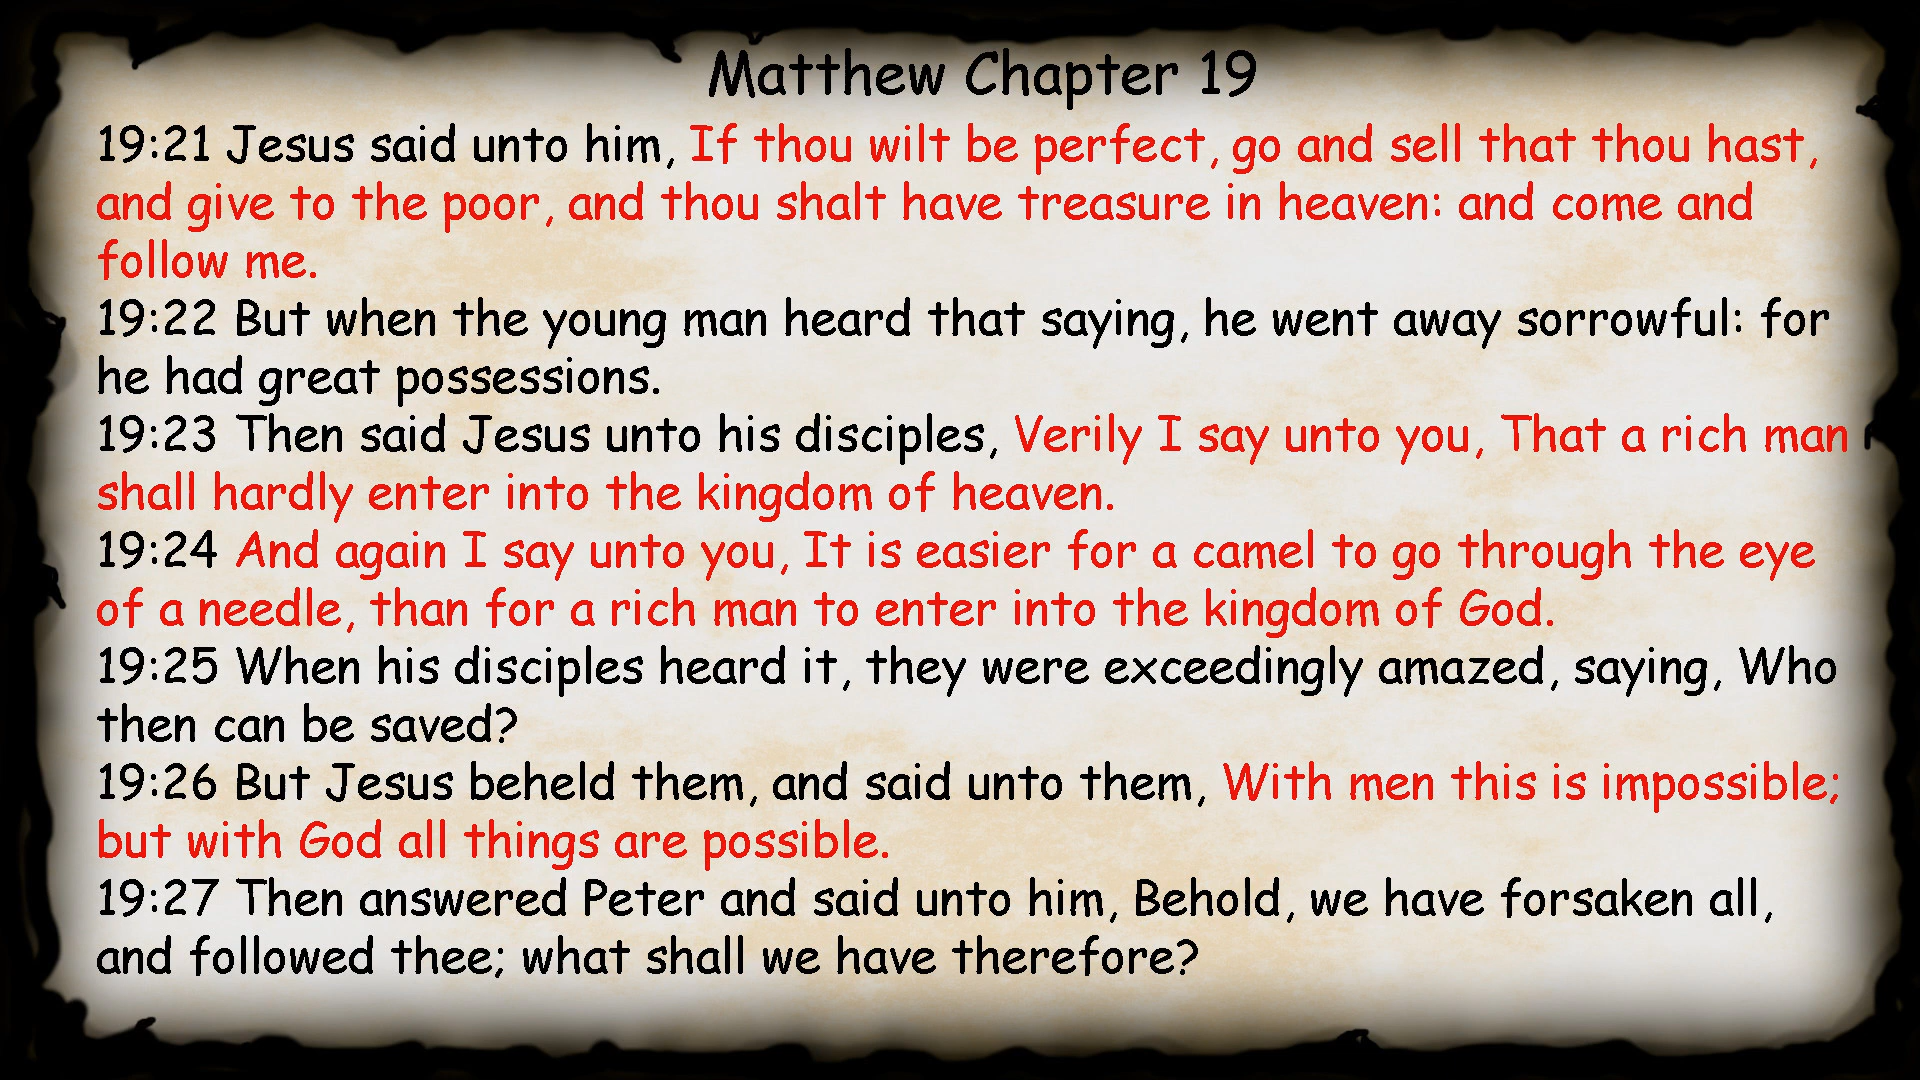 Matthew Chapter 19
19:21 Jesus said unto him, If thou wilt be perfect, go and sell that thou hast,
and give to the poor, and thou shalt have treasure in heaven: and come and
follow me.
19:22 But when the young man heard that saying, he went away sorrowful: for
he had great possessions.
19:23 Then said Jesus unto his disciples, Verily I say unto you, That a rich man
shall hardly enter into the kingdom of heaven.
19:24 And again I say unto you, It is easier for a camel to go through the eye
of a needle, than for a rich man to enter into the kingdom of God.
19:25 When his disciples heard it, they were exceedingly amazed, saying, Who
then can be saved?
19:26 But Jesus beheld them, and said unto them, With men this is impossible;
but with God all things are possible.
19:27 Then answered Peter and said unto him, Behold, we have forsaken all,
and followed thee; what shall we have therefore?